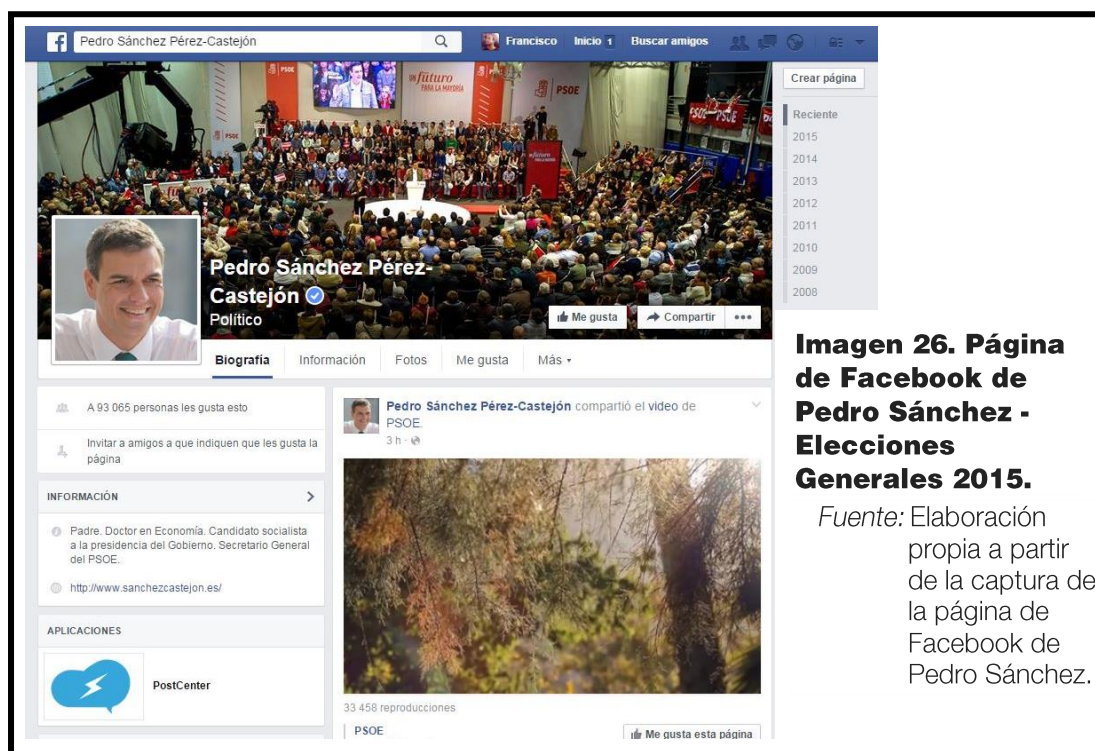 Pedro Sánchez Pérez-Castejón
Francisco Inicio 1 Buscar amigos
Crear página
Reciente
2015
2014
2013
2012
2011
2010
2009
2008
PSOE
un futuro
PARA LA MAYORÍA
PSOE
PSOE
PSOE
PSOE
futuro
Pedro Sánchez Pérez-
Castejón
Político
Me gusta Compartir
Biografía Información Fotos Me gusta Más
A 93 065 personas les gusta esto
Invitar a amigos a que indiquen que les gusta la
página
INFORMACIÓN
Padre. Doctor en Economía. Candidato socialista
a la presidencia del Gobierno. Secretario General
del PSOE.
http://www.sanchezcastejon.es/
APLICACIONES
PostCenter
Pedro Sánchez Pérez-Castejón compartió el video de
PSOE.
3 h ·
33 458 reproducciones
PSOE
Me gusta esta página
Imagen 26. Página
de Facebook de
Pedro Sánchez -
Elecciones
Generales 2015.
Fuente: Elaboración
propia a partir
de la captura de
la página de
Facebook de
Pedro Sánchez.